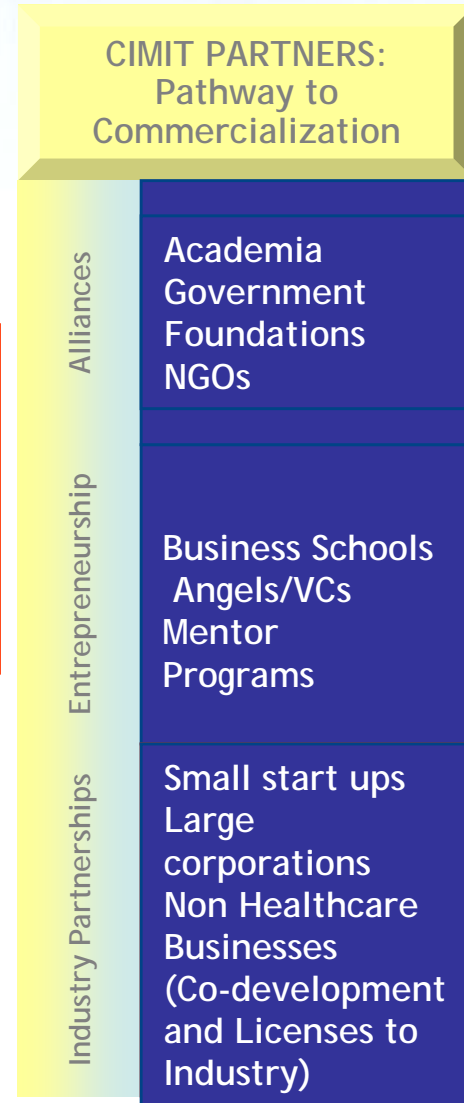 CIMIT PARTNERS:
Pathway to
Commercialization
Alliances
Academia
Government
Foundations
NGOs
Entrepreneurship
Business Schools
Angels/VCs
Mentor
Programs
Industry Partnerships
Small start ups
Large
corporations
Non Healthcare
Businesses
(Co-development
and Licenses to
Industry)